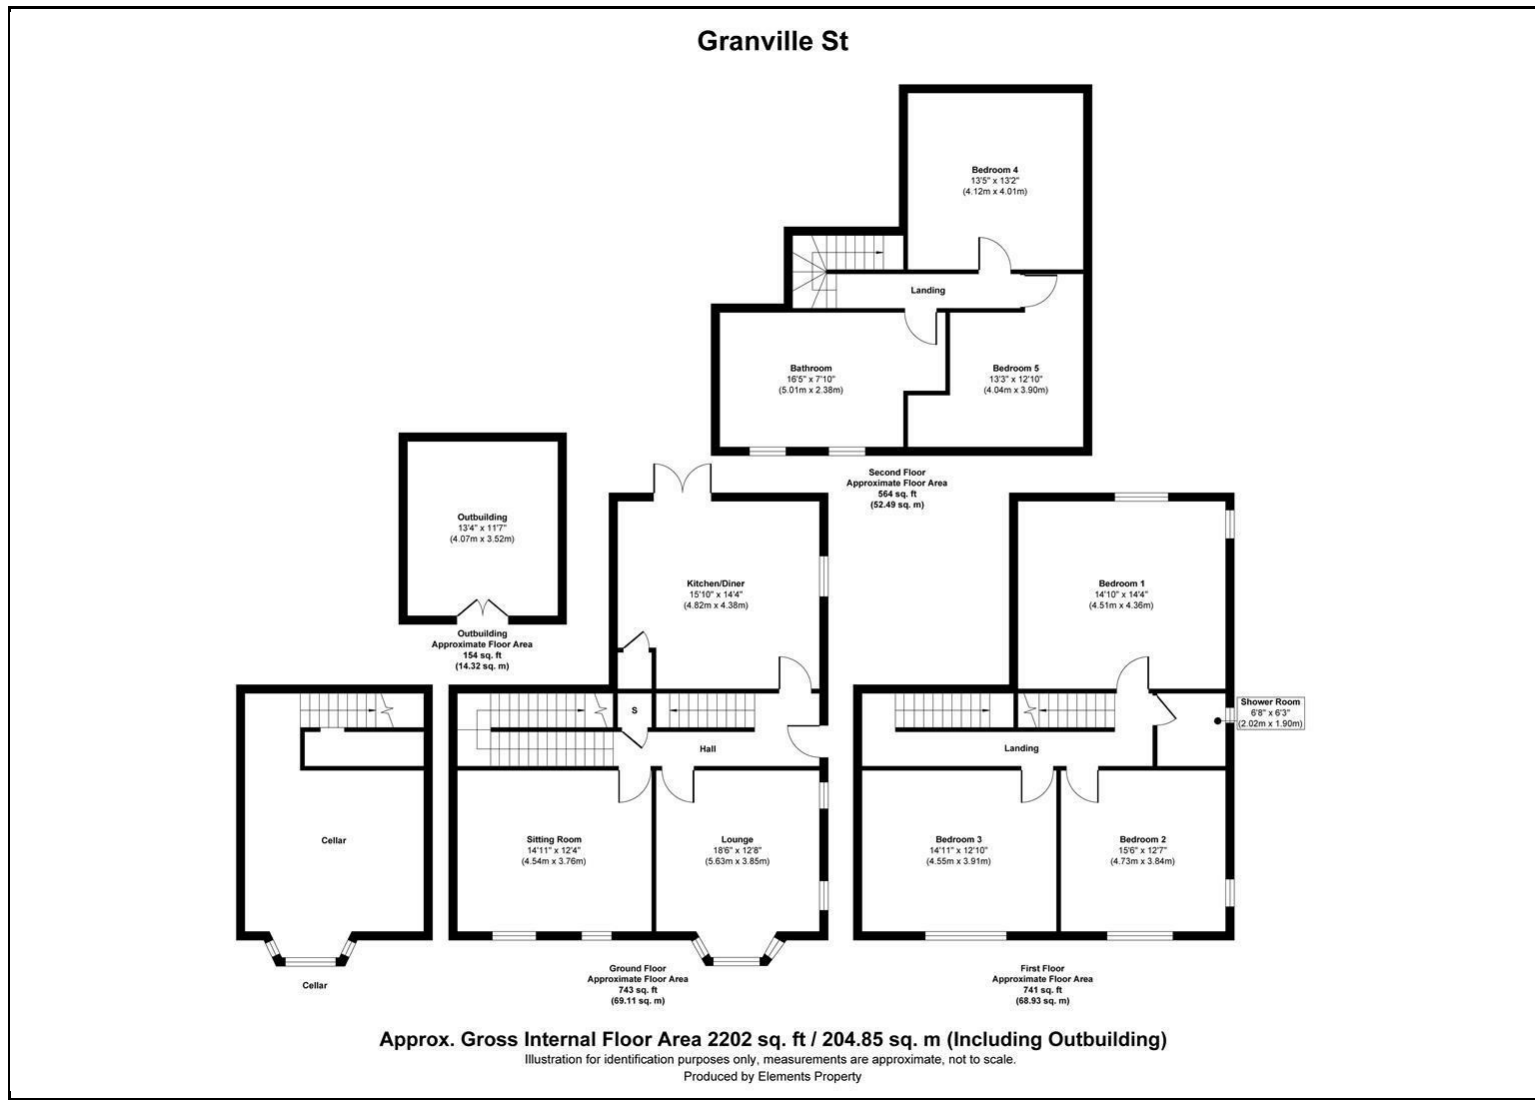 Granville St
Bedroom 4
13'5" x 13'2"
(4.12m x 4.01m)
Landing
Bathroom
16'5" x 7'10"
(5.01m x 2.38m)
Bedroom 5
13'3" x 12'10"
(4.04m x 3.90m)
Second Floor
Approximate Floor Area
564 sq. ft
(52.49 sq. m)
Outbuilding
13'4" x 11'7"
(4.07m x 3.52m)
Outbuilding
Approximate Floor Area
154 sq. ft
(14.32 sq. m)
Kitchen/Diner
15'10" x 14'4"
(4.82m x 4.38m)
Bedroom 1
14'10" x 14'4"
(4.51m x 4.36m)
Shower Room
6'8" x 6'3"
(2.02m x 1.90m)
S
Hall
Landing
Cellar
Sitting Room
14'11" x 12'4"
(4.54m x 3.76m)
Lounge
18'6" x 12'8"
(5.63m x 3.85m)
Bedroom 3
14'11" x 12'10"
(4.55m x 3.91m)
Bedroom 2
15'6" x 12'7"
(4.73m x 3.84m)
Cellar
Ground Floor
Approximate Floor Area
743 sq. ft
(69.11 sq. m)
First Floor
Approximate Floor Area
741 sq. ft
(68.93 sq. m)
Approx. Gross Internal Floor Area 2202 sq. ft / 204.85 sq. m (Including Outbuilding)
Illustration for identification purposes only, measurements are approximate, not to scale.
Produced by Elements Property